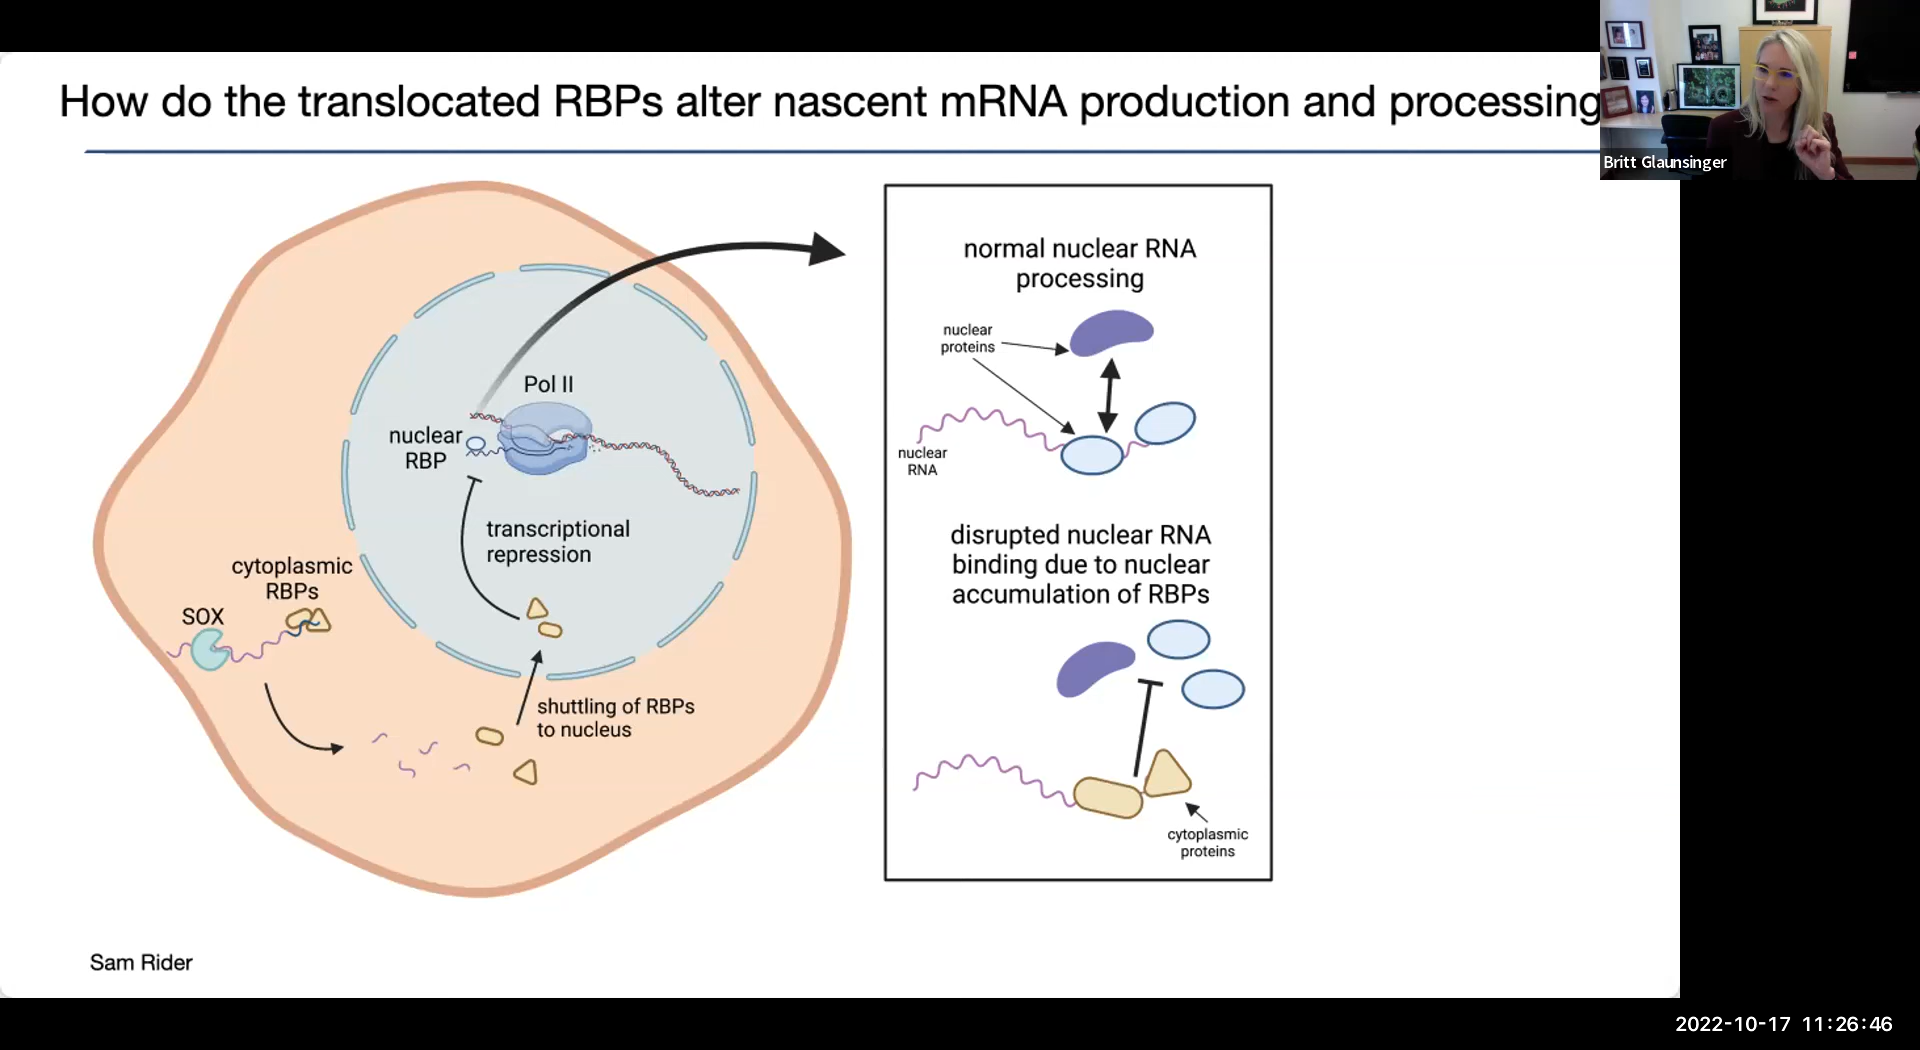 How do the translocated RBPs alter nascent mRNA production and processing
Britt Glaunsinger
Pol II
nuclear
RBP
transcriptional
repression
cytoplasmic
RBPs
SOX
shuttling of RBPs
to nucleus
normal nuclear RNA
processing
nuclear
proteins
nuclear
RNA
disrupted nuclear RNA
binding due to nuclear
accumulation of RBPs
cytoplasmic
proteins
Sam Rider
2022-10-17 11:26:46